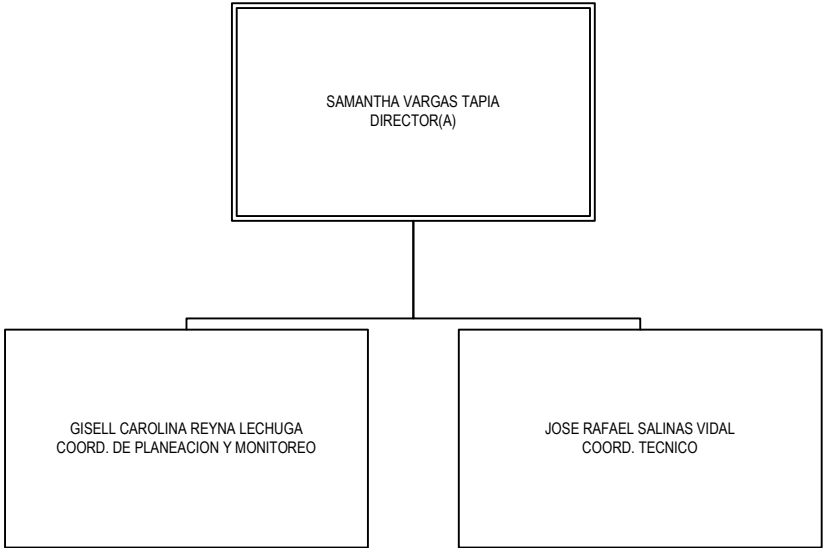 SAMANTHA VARGAS TAPIA
DIRECTOR(A)
GISELL CAROLINA REYNA LECHUGA
COORD. DE PLANEACION Y MONITOREO
JOSE RAFAEL SALINAS VIDAL
COORD. TECNICO